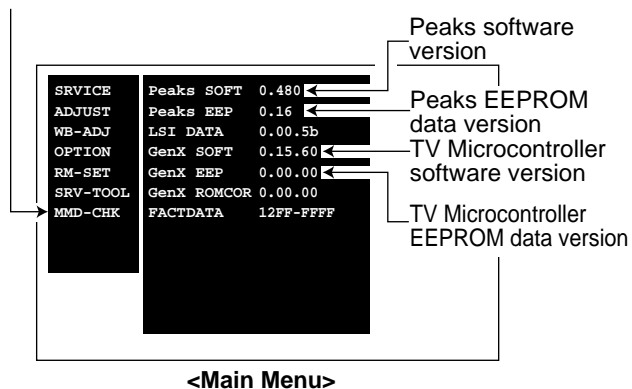 Peaks software
version
SRVICE Peaks SOFT 0.480
ADJUST Peaks EEP 0.16
Peaks EEPROM
data version
WB-ADJ LSI DATA 0.00.5b
OPTION GenX SOFT 0.15.60
TV Microcontroller
software version
RM-SET GenX EEP 0.00.00
SRV-TOOL GenX ROMCOR 0.00.00
MMD-CHK FACTDATA 12FF-FFFF
TV Microcontroller
EEPROM data version
<Main Menu>